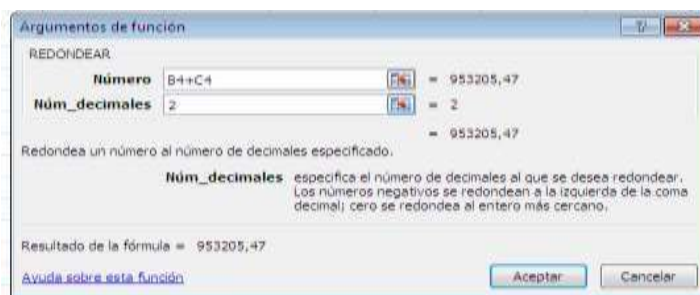 Argumentos de función
REDONDEAR
Número B4+C4 = 953205,47
Núm_decimales 2 = 2
= 953205,47
Redondea un número al número de decimales especificado.
Núm_decimales especifica el número de decimales al que se desea redondear.
Los números negativos se redondean a la izquierda de la coma
decimal; cero se redondea al entero más cercano.
Resultado de la fórmula = 953205,47
Ayuda sobre esta función Aceptar Cancelar